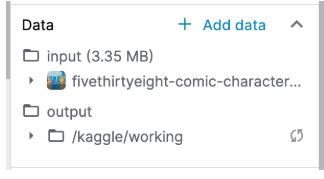 Data + Add data
input (3.35 MB)
fivethirtyeight-comic-character...
output
/kaggle/working